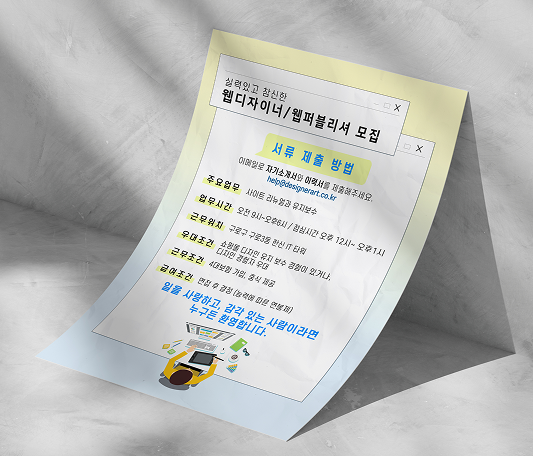 실력있고 참신한
웹디자이너/웹퍼블리셔 모집
서류 제출 방법
이메일로 자기소개서와 이력서를 제출해주세요.
help@designerart.co.kr
주요업무 사이트 리뉴얼과 유지보수
업무시간 오전 9시~오후6시 / 점심시간 오후 12시~ 오후 1시
근무위치 구로구 구로3동 한신 IT 타워
우대조건 쇼핑몰 디자인 유지 보수 경험이 있거나,
디자인 경험자 우대
근무조건 4대보험 가입, 중식 제공
급여조건 면접 후 결정 (능력에 따른 연봉제)
일을 사랑하고, 감각 있는 사람이라면
누구든 환영합니다.